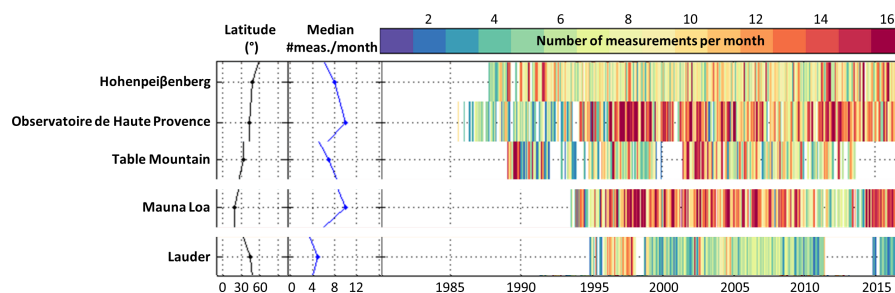 2 4 6 8 10 12 14 16
Latitude Median
(°) #meas./month
Number of measurements per month
Hohenpeiβenberg
Observatoire de Haute Provence
Table Mountain
Mauna Loa
Lauder
0 30 60 0 4 8 12 1985 1990 1995 2000 2005 2010 2015